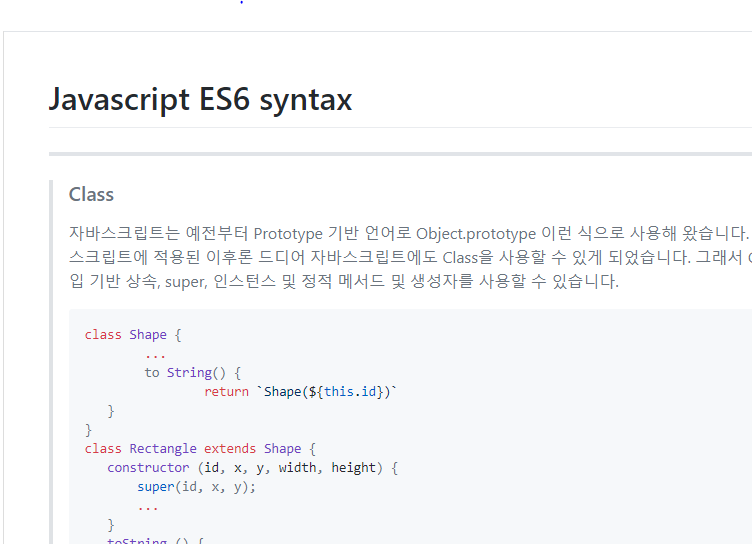 Javascript ES6 syntax
Class
자바스크립트는 예전부터 Prototype 기반 언어로 Object.prototype 이런 식으로 사용해 왔습니다.
스크립트에 적용된 이후론 드디어 자바스크립트에도 Class을 사용할 수 있게 되었습니다. 그래서
입 기반 상속, super, 인스턴스 및 정적 메서드 및 생성자를 사용할 수 있습니다.
class Shape {
...
to String() {
return `Shape(${this.id})`
}
}
class Rectangle extends Shape {
constructor (id, x, y, width, height) {
super(id, x, y);
...
}
toString () {